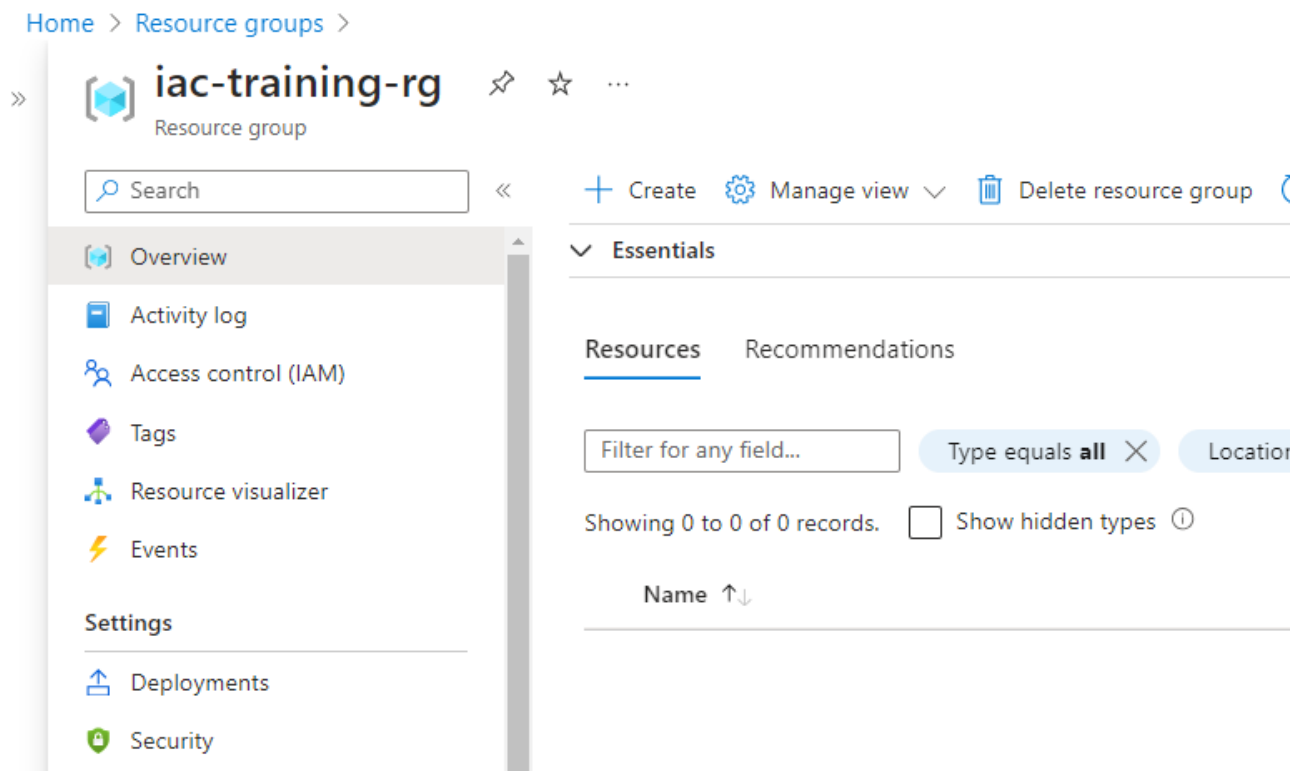 Home > Resource groups >
iac-training-rg
Resource group
Search
Overview
Activity log
Access control (IAM)
Tags
Resource visualizer
Events
Settings
Deployments
Security
Create Manage view Delete resource group
Essentials
Resources Recommendations
Filter for any field... Type equals all Location
Showing 0 to 0 of 0 records. Show hidden types
Name